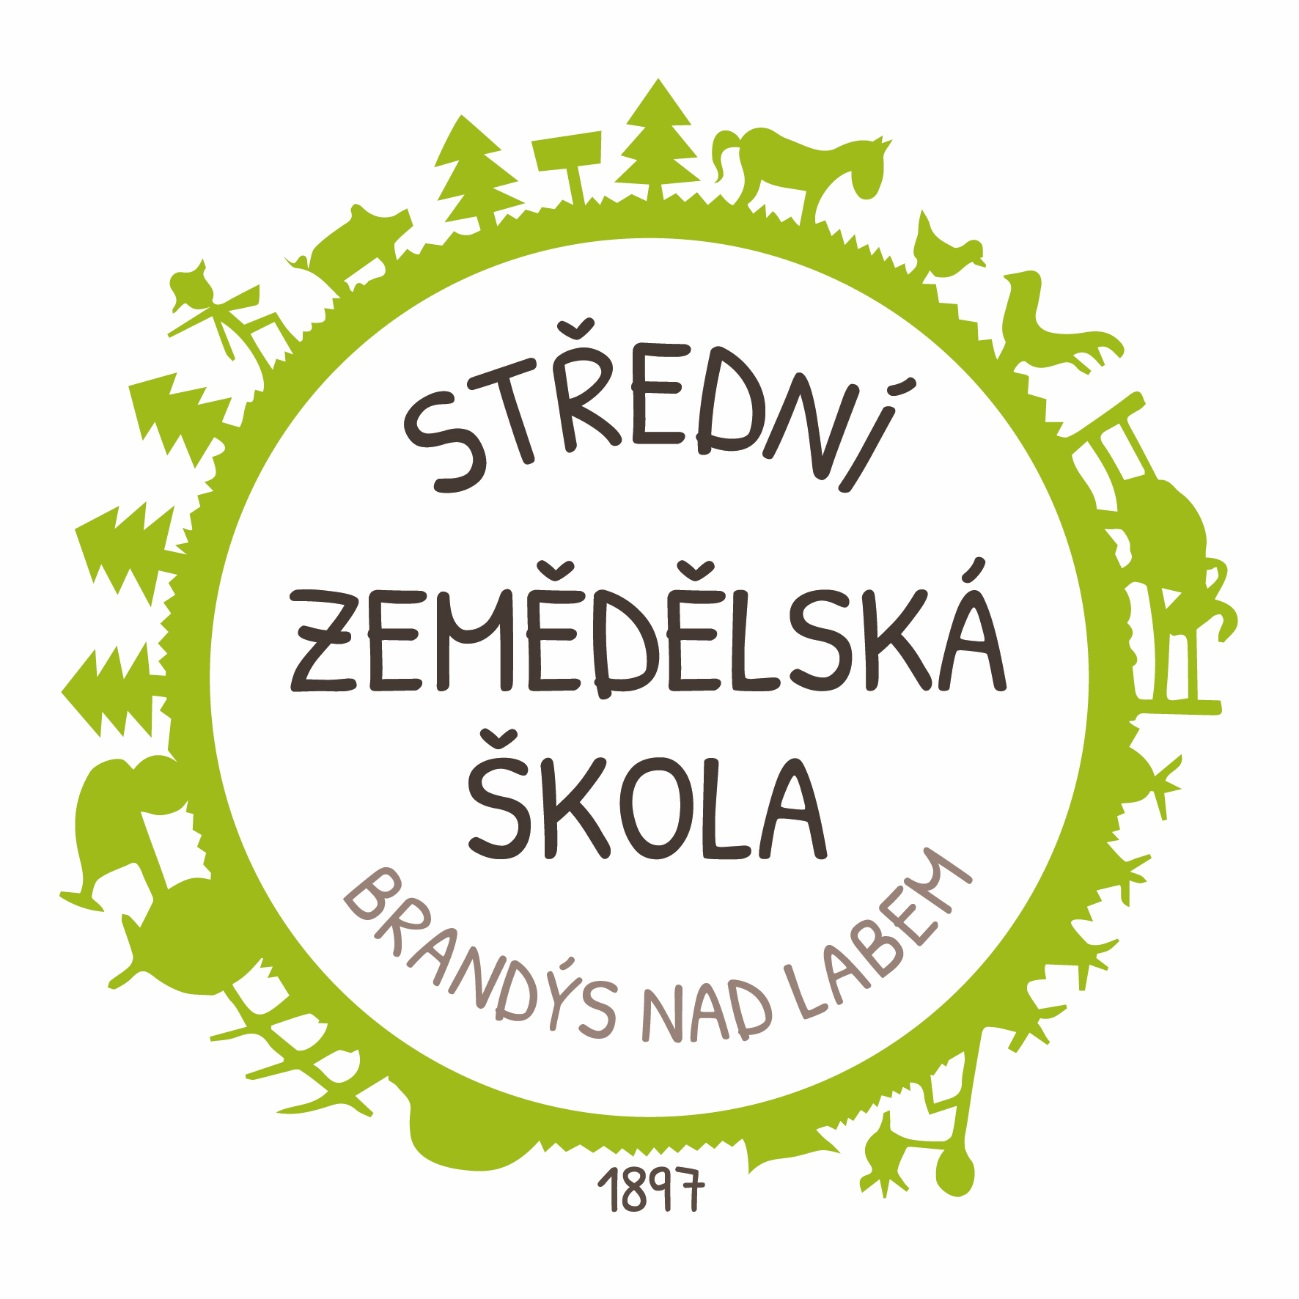 STŘEDNÍ
ZEMĚDĚLSKÁ
ŠKOLA
BRANDÝS NAD LABEM
1897